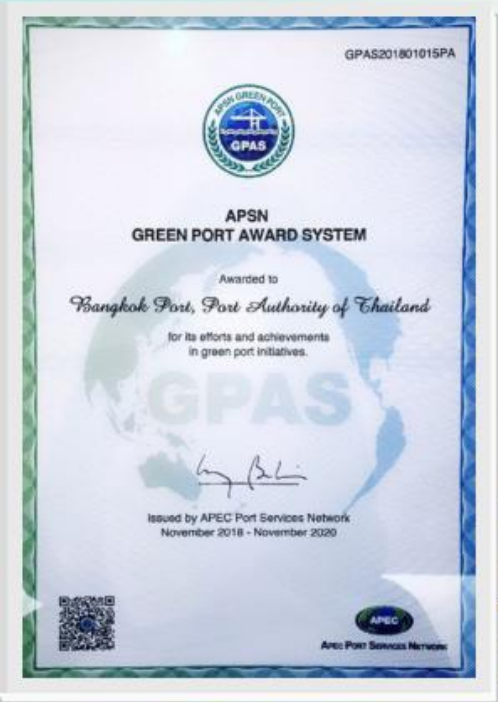 GPAS201801015PA
APSN GREEN PORT
GPAS
APSN
GREEN PORT AWARD SYSTEM
Awarded to
Bangkok Port, Port Authority of Thailand
for its efforts and achievements
in green port initiatives.
GPAS
Issued by APEC Port Services Network
November 2018 - November 2020
APEC
APEC PORT SERVICES NETWORK